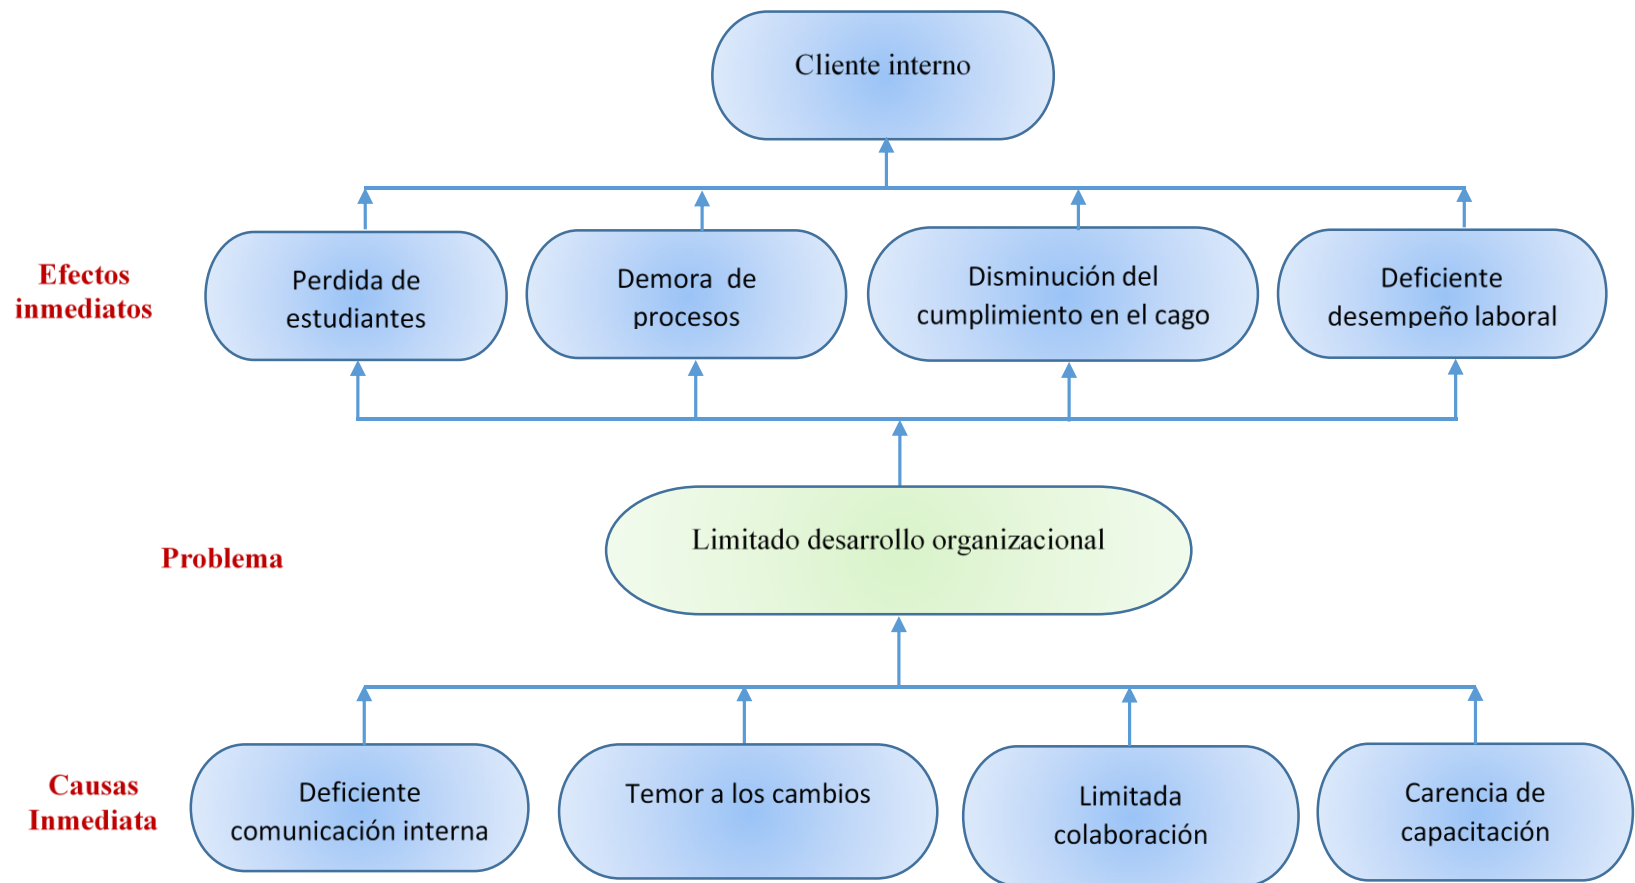 Cliente interno
Efectos
inmediatos
Perdida de
estudiantes
Demora  de
procesos
Disminución del
cumplimiento en el cago
Deficiente
desempeño laboral
Problema
Limitado desarrollo organizacional
Causas
Inmediata
Deficiente
comunicación interna
Temor a los cambios
Limitada
colaboración
Carencia de
capacitación